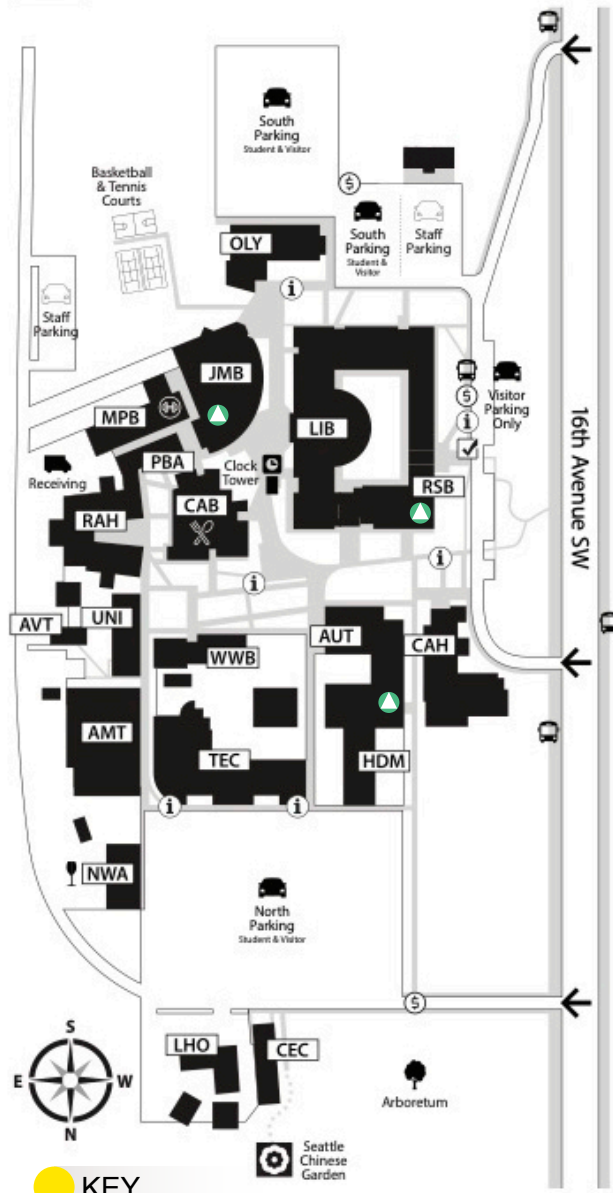 South
Parking
Student & Visitor
$
Basketball
& Tennis
Courts
OLY
South
Parking
Student &
Visitor
Staff
Parking
i
Staff
Parking
JMB
MPB
LIB
$
i
Visitor
Parking
Only
16th Avenue SW
Receiving
PBA
Clock
Tower
RSB
CAB
RAH
i
i
UNI
AVT
AUT
CAH
WWB
AMT
TEC
HDM
i
i
NWA
North
Parking
Student & Visitor
$
S
E
W
N
LHO
CEC
Arboretum
Seattle
Chinese
Garden
KEY